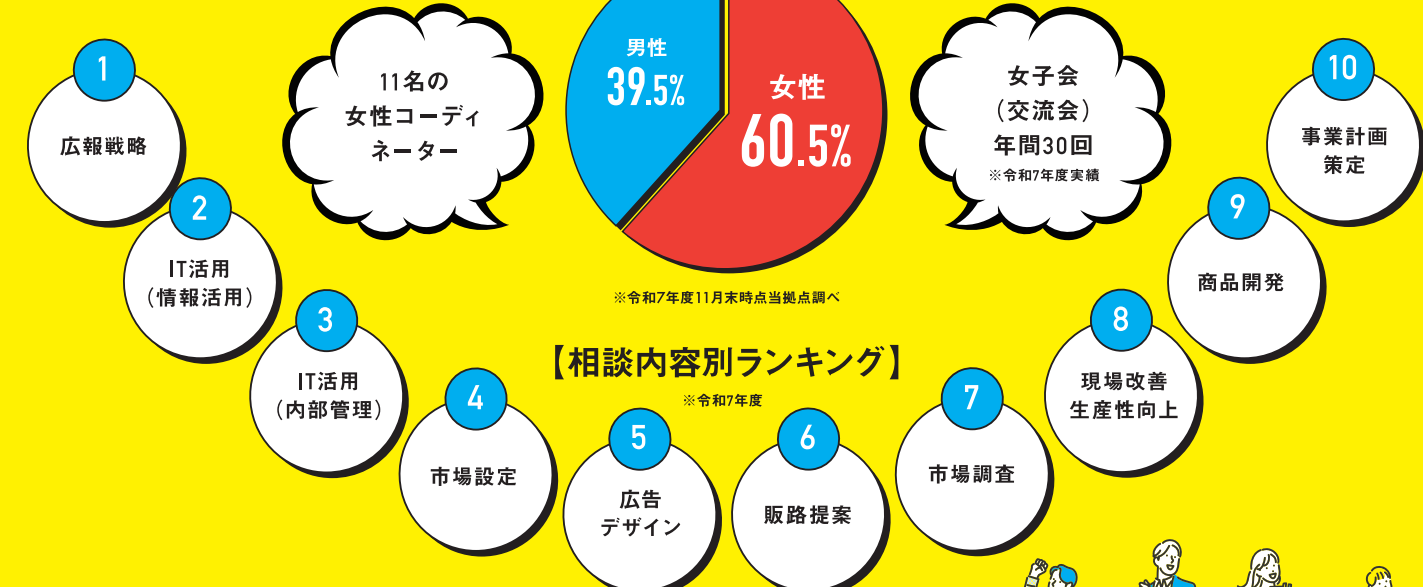 11名の
女性コーディ
ネーター
男性
39.5%
女性
60.5%
女子会
（交流会）
年間30回
※令和7年度実績
※令和7年度11月末時点当拠点調べ
【相談内容別ランキング】
※令和7年度
1
広報戦略
2
IT活用
（情報活用）
3
IT活用
（内部管理）
4
市場設定
5
広告
デザイン
6
販路提案
7
市場調査
8
現場改善
生産性向上
9
商品開発
10
事業計画
策定